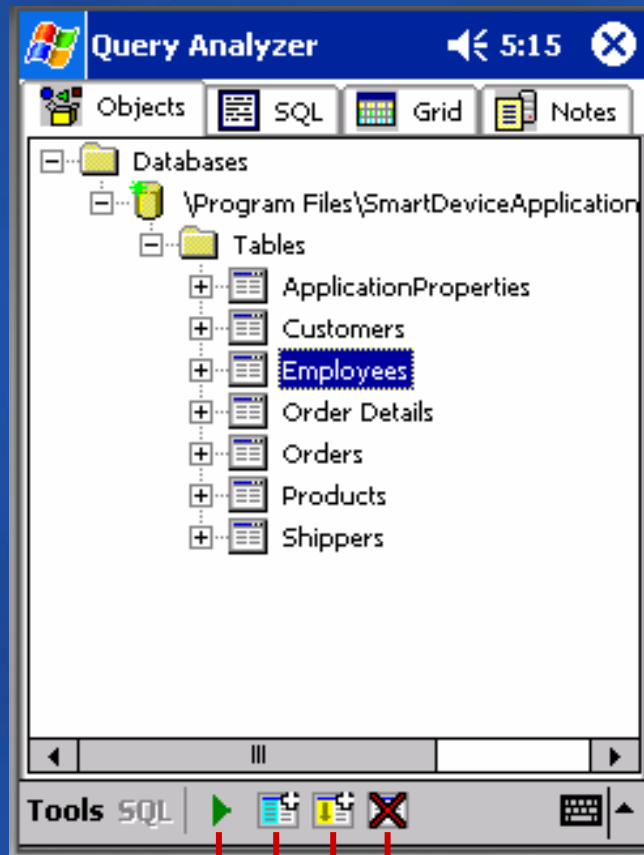 Query Analyzer 5:15
Objects SQL Grid Notes
Databases
\Program Files\SmartDeviceApplication
Tables
ApplicationProperties
Customers
Employees
Order Details
Orders
Products
Shippers
Tools SQL